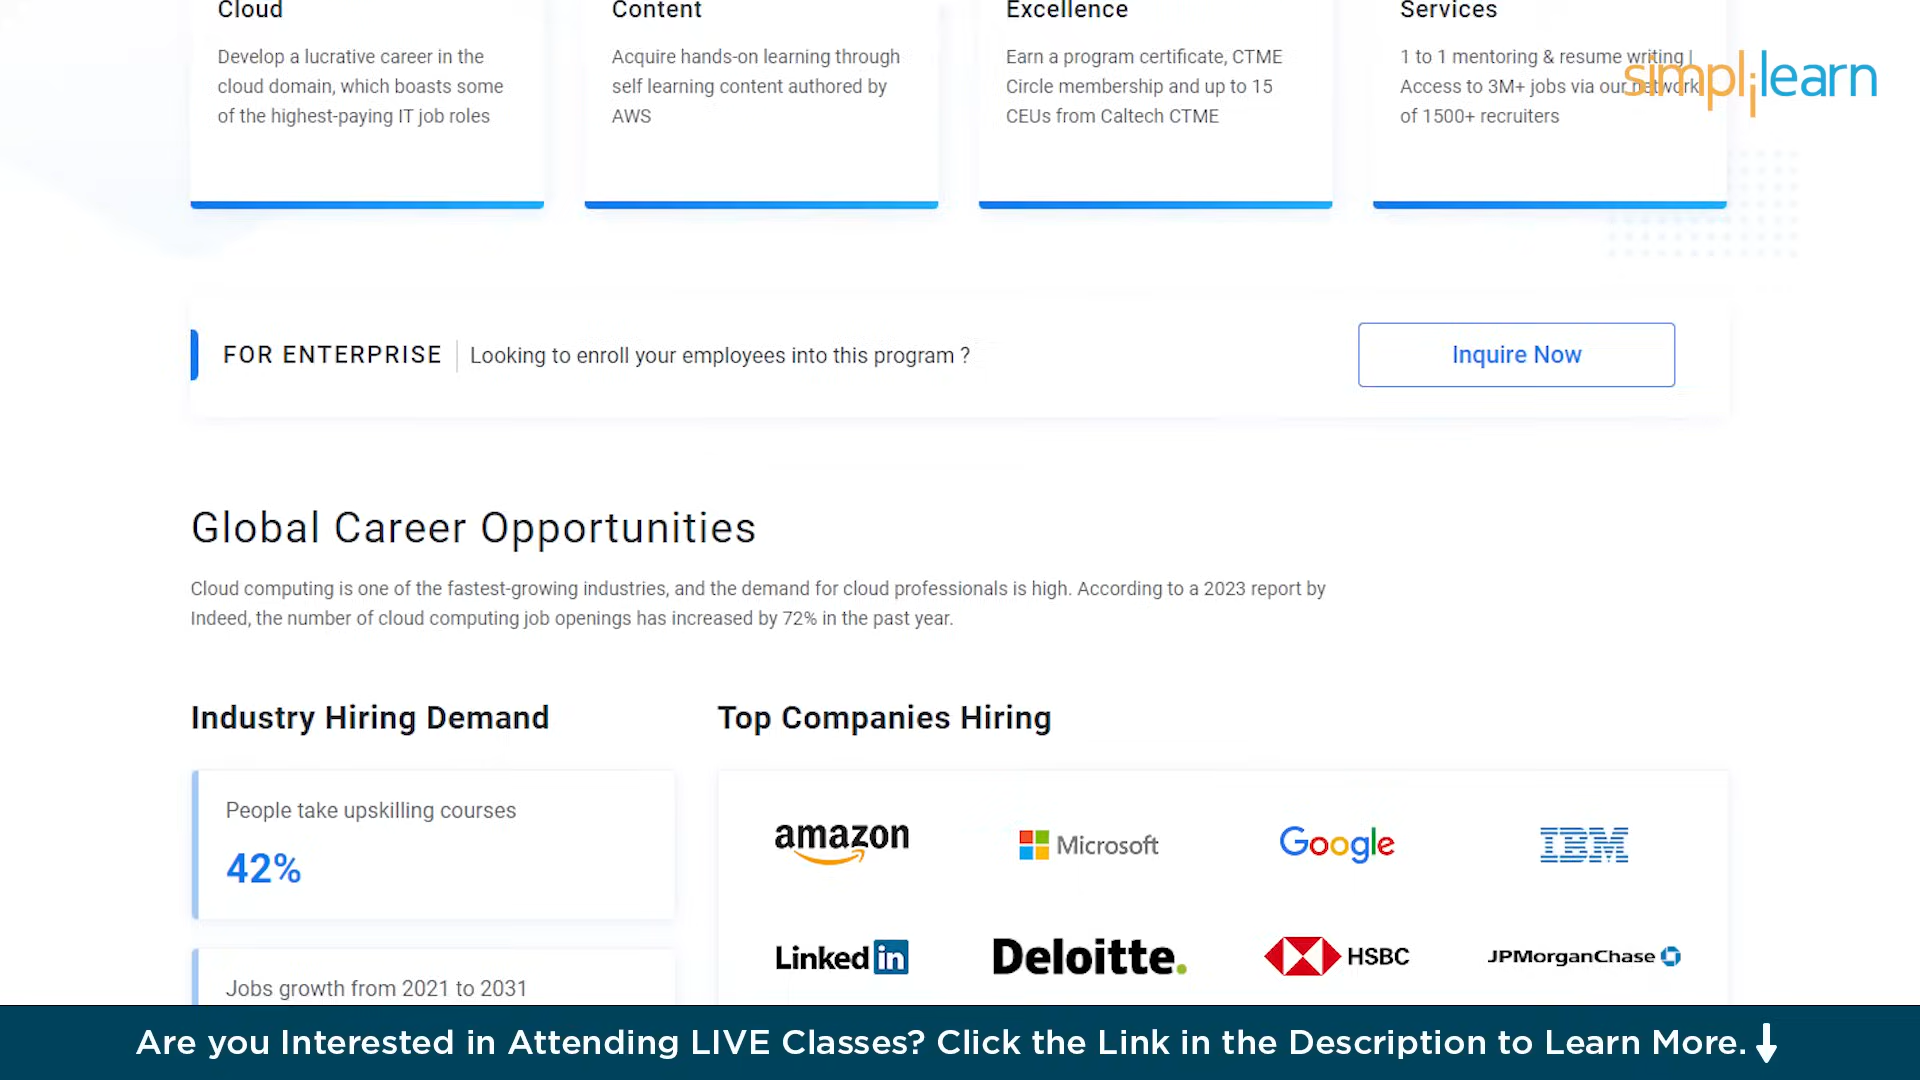 Cloud
Develop a lucrative career in the
cloud domain, which boasts some
of the highest-paying IT job roles
Content
Acquire hands-on learning through
self learning content authored by
AWS
Excellence
Earn a program certificate, CTME
Circle membership and up to 15
CEUs from Caltech CTME
Services
1 to 1 mentoring & resume writing |
Access to 3M+ jobs via our network
of 1500+ recruiters
simplilearn
FOR ENTERPRISE
Looking to enroll your employees into this program ?
Inquire Now
Global Career Opportunities
Cloud computing is one of the fastest-growing industries, and the demand for cloud professionals is high. According to a 2023 report by
Indeed, the number of cloud computing job openings has increased by 72% in the past year.
Industry Hiring Demand
People take upskilling courses
42%
Jobs growth from 2021 to 2031
Top Companies Hiring
amazon
Microsoft
Google
IBM
Linked in
Deloitte.
HSBC
JPMorganChase
Are you Interested in Attending LIVE Classes? Click the Link in the Description to Learn More.